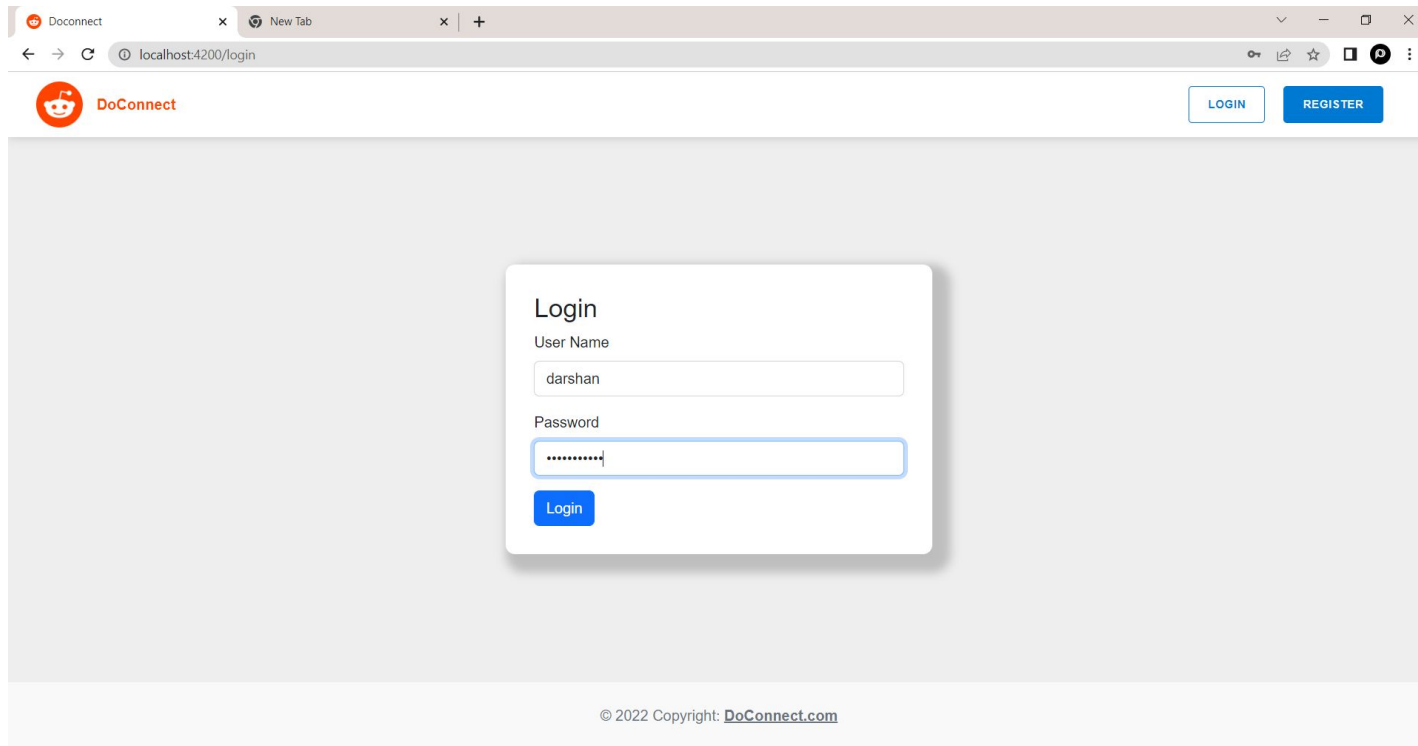 Doconnect
New Tab
localhost:4200/login
DoConnect
LOGIN
REGISTER
Login
User Name
darshan
Password
•••••••••••
Login
© 2022 Copyright: DoConnect.com